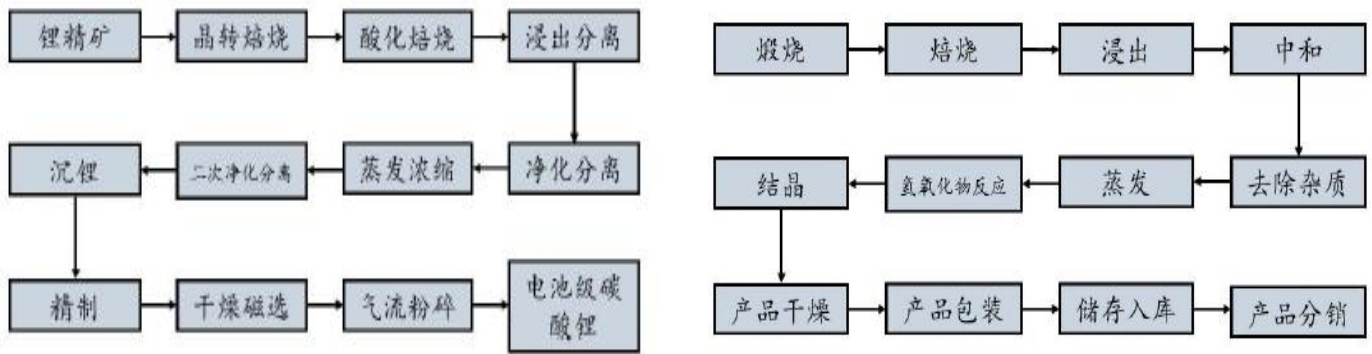 锂精矿
晶转焙烧
酸化焙烧
浸出分离
净化分离
蒸发浓缩
二次净化分离
沉锂
精制
干燥磁选
气流粉碎
电池级碳
酸锂
煅烧
焙烧
浸出
中和
去除杂质
蒸发
氢氧化物反应
结晶
产品干燥
产品包装
储存入库
产品分销